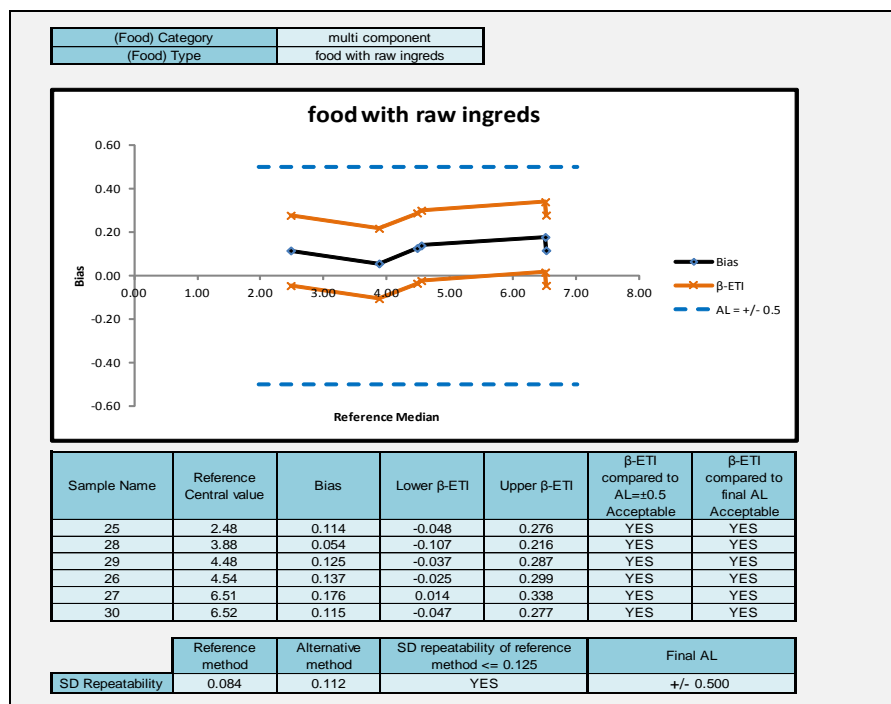 (Food) Category multi component
(Food) Type food with raw ingreds
food with raw ingreds
0.60
0.40
0.20
0.00
-0.20
-0.40
-0.60
0.00 1.00 2.00 3.00 4.00 5.00 6.00 7.00 8.00
Bias
Reference Median
Bias
β-ETI
AL = +/- 0.5
Sample Name Reference Central value Bias Lower β-ETI Upper β-ETI β-ETI compared to AL=±0.5 Acceptable β-ETI compared to final AL Acceptable
25 2.48 0.114 -0.048 0.276 YES YES
28 3.88 0.054 -0.107 0.216 YES YES
29 4.48 0.125 -0.037 0.287 YES YES
26 4.54 0.137 -0.025 0.299 YES YES
27 6.51 0.176 0.014 0.338 YES YES
30 6.52 0.115 -0.047 0.277 YES YES
Reference method Alternative method SD repeatability of reference method <= 0.125 Final AL
SD Repeatability 0.084 0.112 YES +/- 0.500